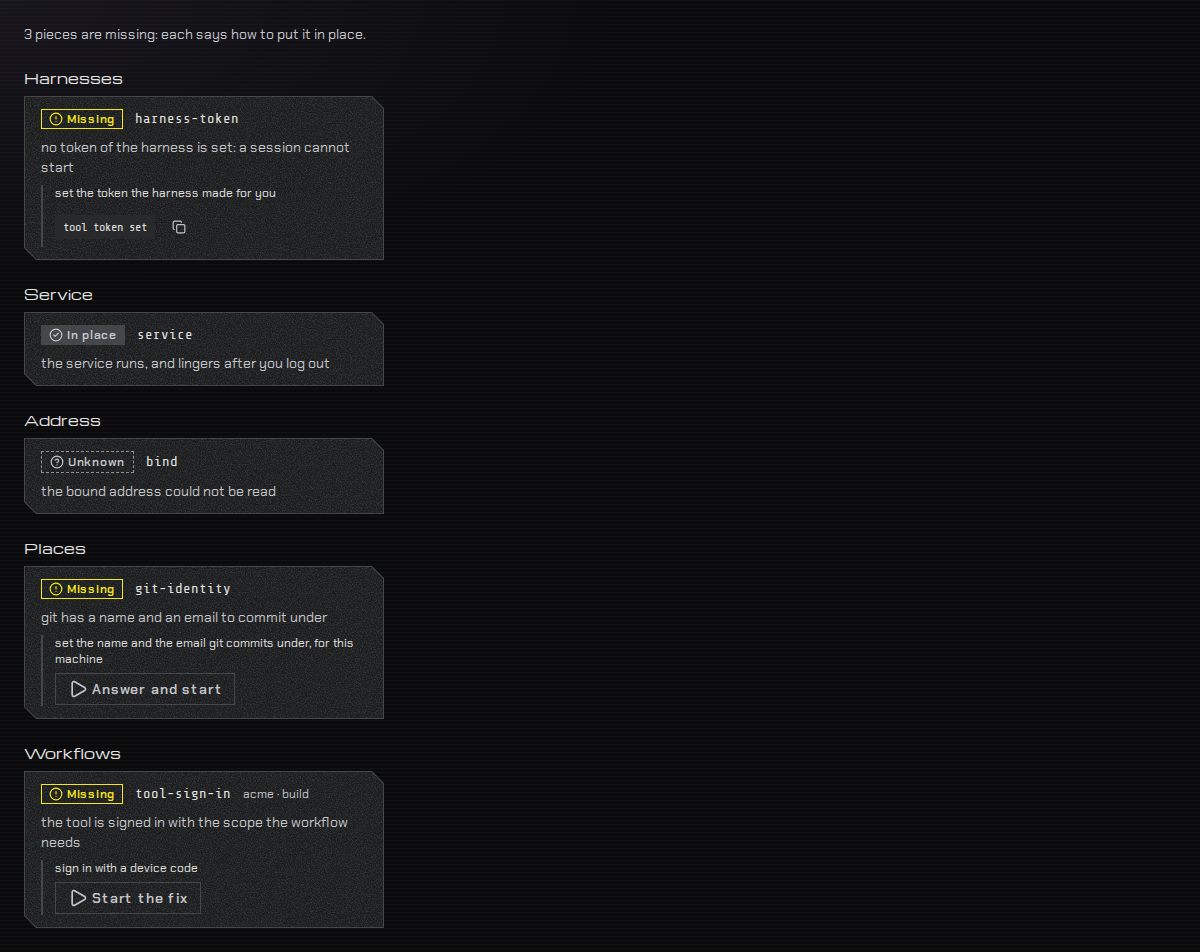 3 pieces are missing: each says how to put it in place.
Harnesses
Missing harness-token
no token of the harness is set: a session cannot
start
set the token the harness made for you
tool token set
Service
In place service
the service runs, and lingers after you log out
Address
Unknown bind
the bound address could not be read
Places
Missing git-identity
git has a name and an email to commit under
set the name and the email git commits under, for this
machine
Answer and start
Workflows
Missing tool-sign-in acme · build
the tool is signed in with the scope the workflow
needs
sign in with a device code
Start the fix